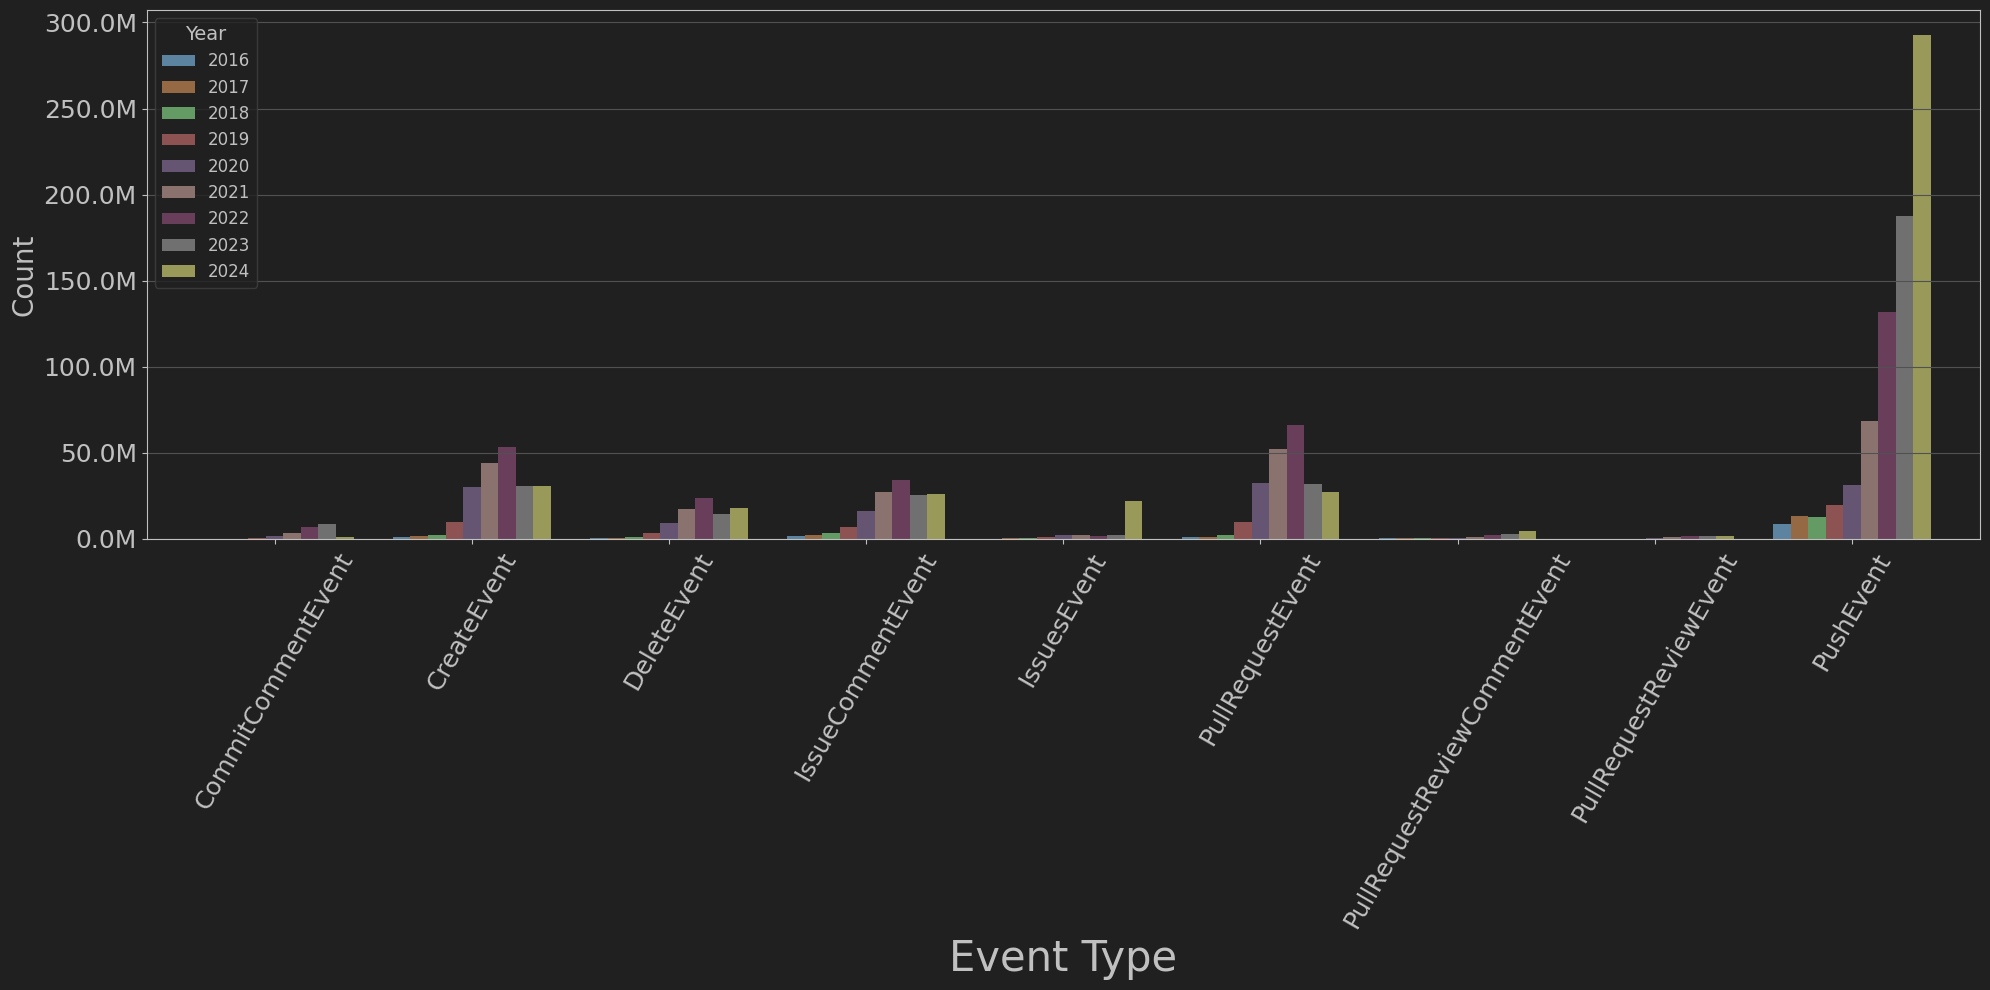 300.0M
250.0M
200.0M
150.0M
100.0M
50.0M
0.0M
Count
Year
2016
2017
2018
2019
2020
2021
2022
2023
2024
CommitCommentEvent
CreateEvent
DeleteEvent
IssueCommentEvent
IssuesEvent
PullRequestEvent
PullRequestReviewCommentEvent
PullRequestReviewEvent
PushEvent
Event Type